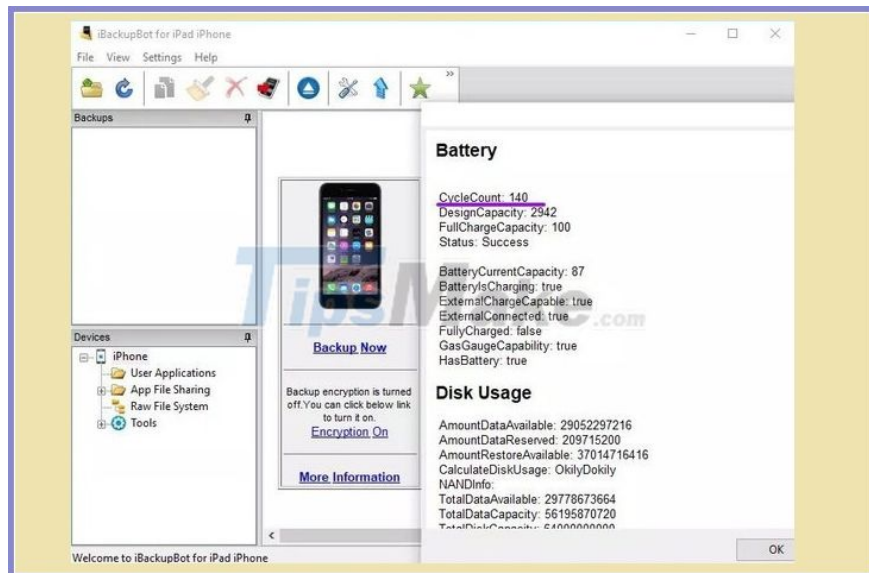 iBackupBot for iPad iPhone
File View Settings Help
Backups
Battery
CycleCount: 140
DesignCapacity: 2942
FullChargeCapacity: 100
Status: Success
BatteryCurrentCapacity: 87
BatteryIsCharging: true
ExternalChargeCapable: true
ExternalConnected: true
FullyCharged: false
GasGaugeCapability: true
HasBattery: true
TipsMake.com
Backup Now
Backup encryption is turned
off.You can click below link
to turn it on.
Encryption On
More Information
Devices
iPhone
User Applications
App File Sharing
Raw File System
Tools
Disk Usage
AmountDataAvailable: 29052297216
AmountDataReserved: 209715200
AmountRestoreAvailable: 37014716416
CalculateDiskUsage: OkilyDokily
NANDInfo:
TotalDataAvailable: 29778673664
TotalDataCapacity: 56195870720
TotalDiskCapacity: 64000000000
OK
Welcome to iBackupBot for iPad iPhone